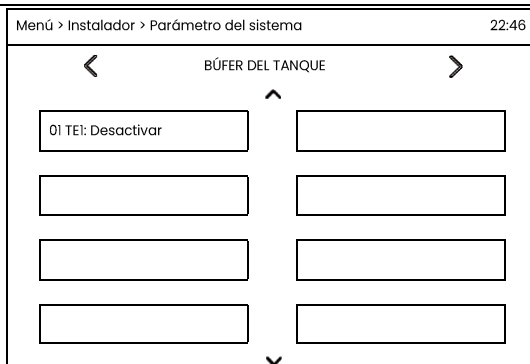 Menú > Instalador > Parámetro del sistema 22:46
BÚFER DEL TANQUE
01 TE1: Desactivar